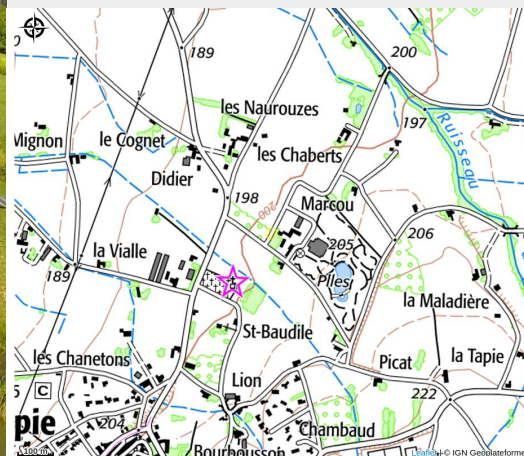 189
200
les Naurouzes
197
Ruisseau
Mignon
le Cognet
les Chaberts
Didier
198
200
Marcou
la Vialle
205
206
189
Piles
la Maladière
St-Baudile
les Chanetons
Picat
la Tapie
Lion
222
C
pie
204
Chambaud
Bourbousson
100 m
Leaflet | © IGN Geoplateforme